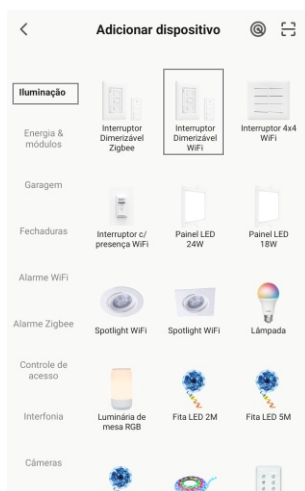 Adicionar dispositivo
Iluminação
Energia &
módulos
Garagem
Fechaduras
Alarme WiFi
Alarme Zigbee
Controle de
acesso
Interfonia
Câmeras
Interruptor
Dimerizável
Zigbee
Interruptor
Dimerizável
WiFi
Interruptor 4x4
WiFi
Interruptor c/
presença WiFi
Painel LED
24W
Painel LED
18W
Spotlight WiFi
Spotlight WiFi
Lâmpada
Luminária de
mesa RGB
Fita LED 2M
Fita LED 5M